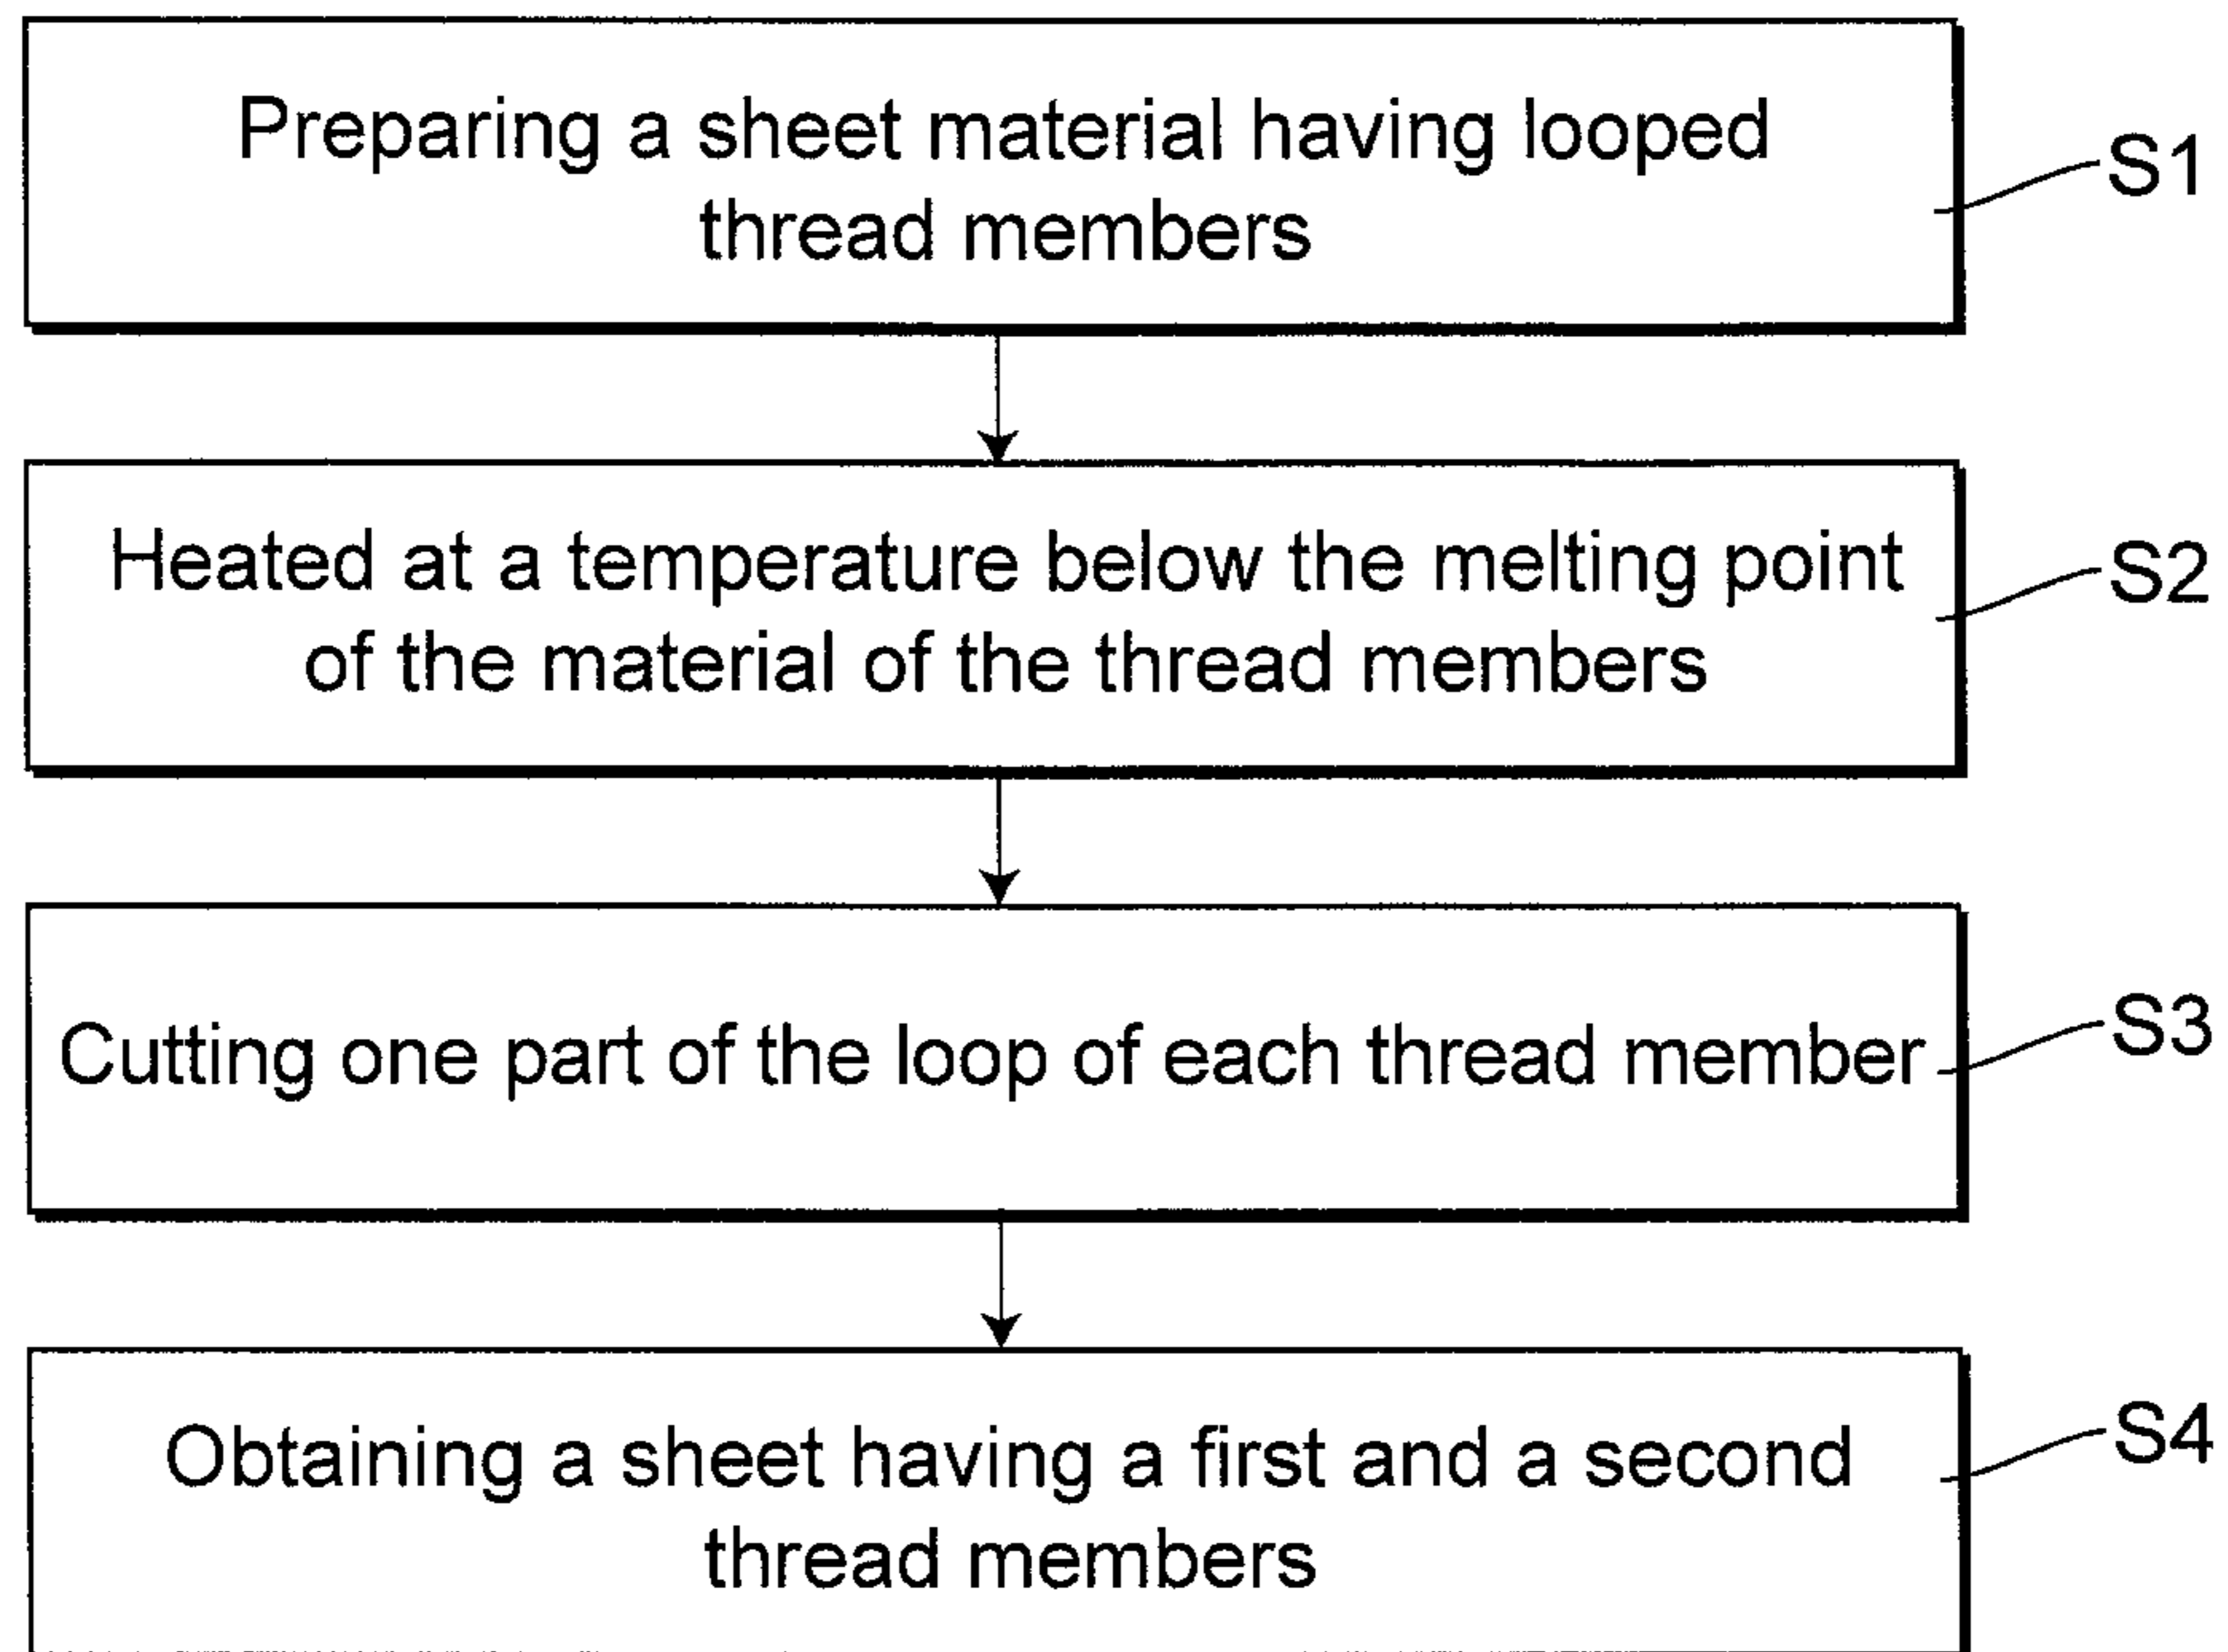 Preparing a sheet material having looped
thread members
S1
Heated at a temperature below the melting point
of the material of the thread members
S2
Cutting one part of the loop of each thread member
S3
Obtaining a sheet having a first and a second
thread members
S4